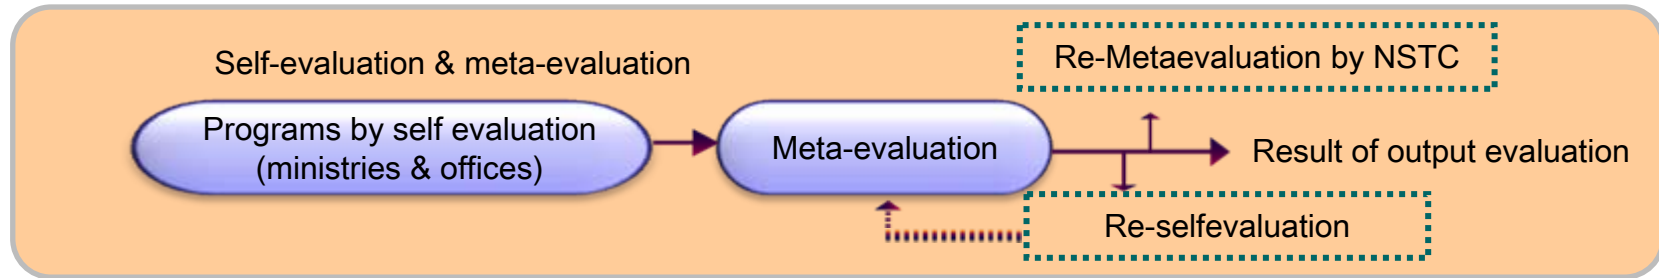 Self-evaluation & meta-evaluation
Re-Metaevaluation by NSTC
Programs by self evaluation
(ministries & offices)
Meta-evaluation
Result of output evaluation
Re-selfevaluation